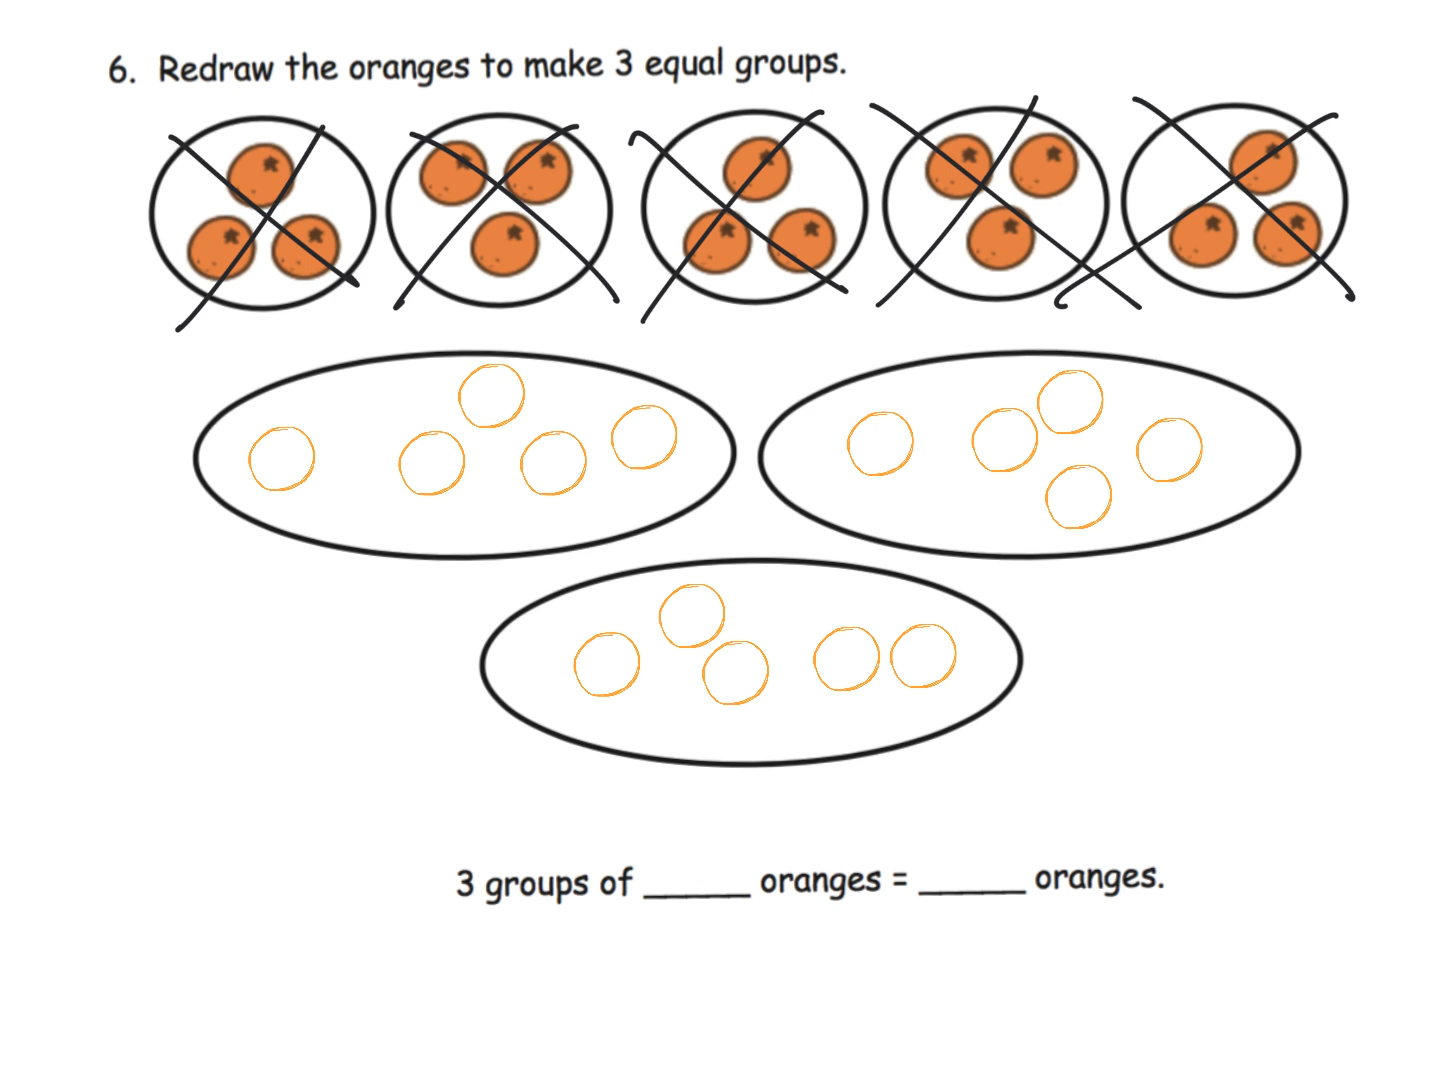 6. Redraw the oranges to make 3 equal groups.
3 groups of ______ oranges = ______ oranges.